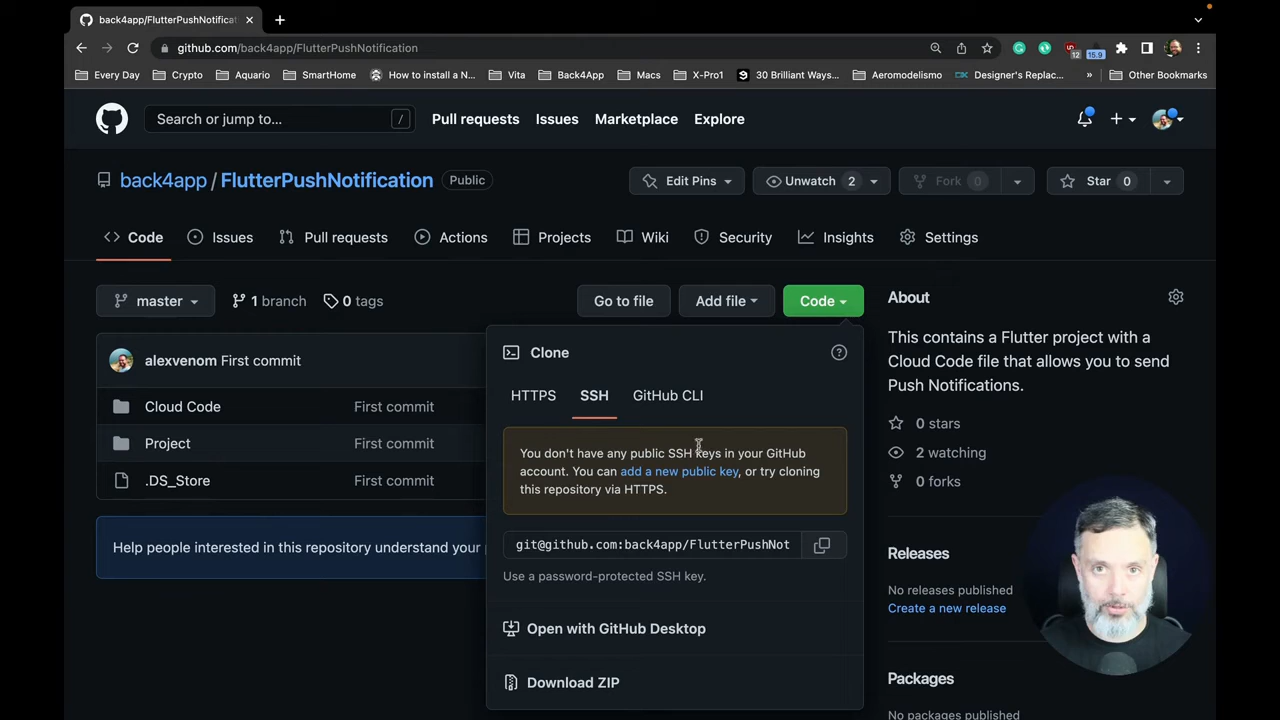 back4app/FlutterPushNotificat
github.com/back4app/FlutterPushNotification
12
15.9
Every Day
Crypto
Aquario
SmartHome
How to install a N...
Vita
Back4App
Macs
X-Pro1
30 Brilliant Ways...
Aeromodelismo
Designer's Replac...
»
Other Bookmarks
Search or jump to...
/
Pull requests
Issues
Marketplace
Explore
back4app / FlutterPushNotification
Public
Edit Pins
Unwatch 2
Fork 0
Star 0
Code
Issues
Pull requests
Actions
Projects
Wiki
Security
Insights
Settings
master
1 branch
0 tags
Go to file
Add file
Code
About
This contains a Flutter project with a
Cloud Code file that allows you to send
Push Notifications.
0 stars
2 watching
0 forks
alexvenom First commit
Cloud Code First commit
Project First commit
.DS_Store First commit
Help people interested in this repository understand your
Clone
HTTPS
SSH
GitHub CLI
You don't have any public SSH keys in your GitHub
account. You can add a new public key, or try cloning
this repository via HTTPS.
git@github.com:back4app/FlutterPushNot
Use a password-protected SSH key.
Open with GitHub Desktop
Download ZIP
Releases
No releases published
Create a new release
Packages
No packages published